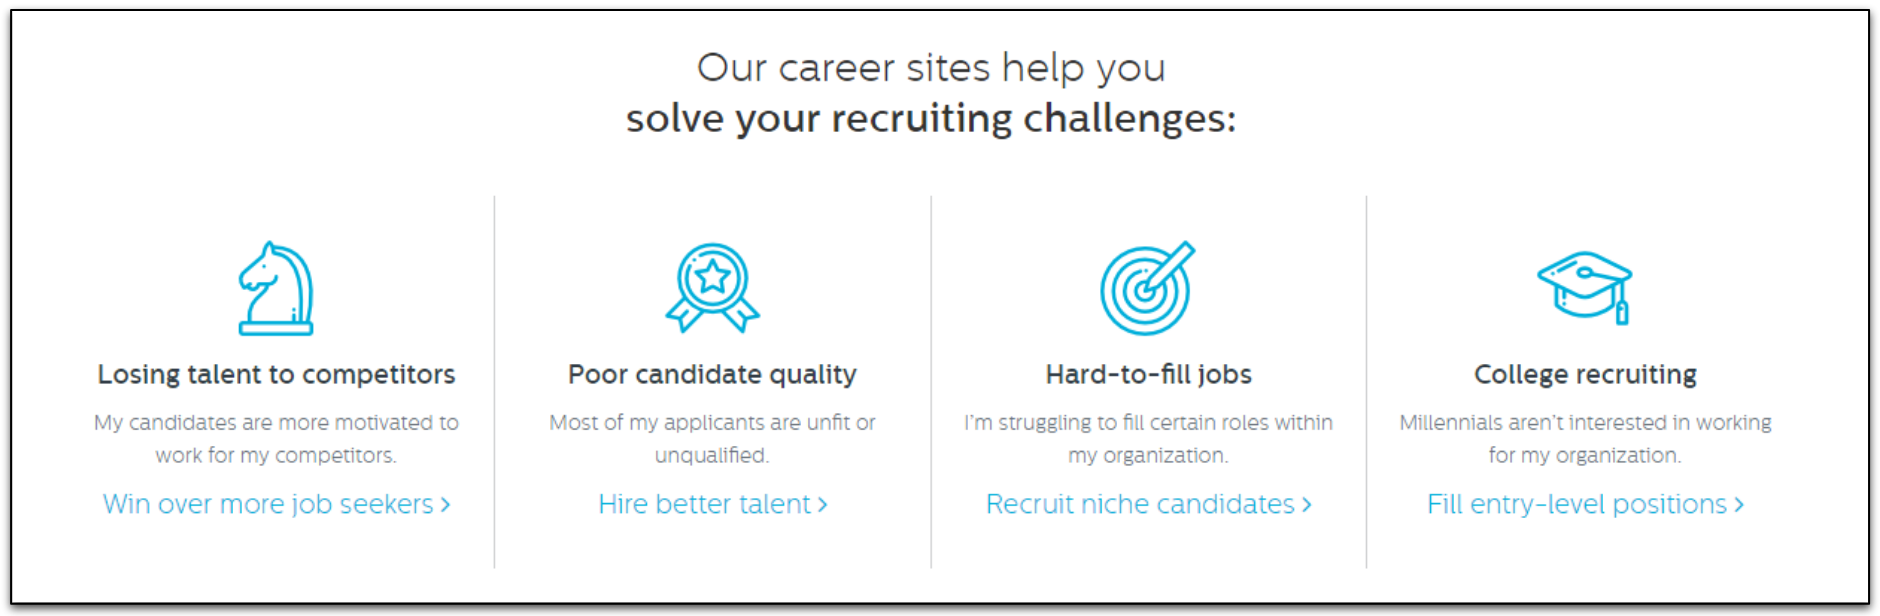 Our career sites help you
solve your recruiting challenges:
Losing talent to competitors
My candidates are more motivated to
work for my competitors.
Win over more job seekers >
Poor candidate quality
Most of my applicants are unfit or
unqualified.
Hire better talent >
Hard-to-fill jobs
I'm struggling to fill certain roles within
my organization.
Recruit niche candidates >
College recruiting
Millennials aren't interested in working
for my organization.
Fill entry-level positions >